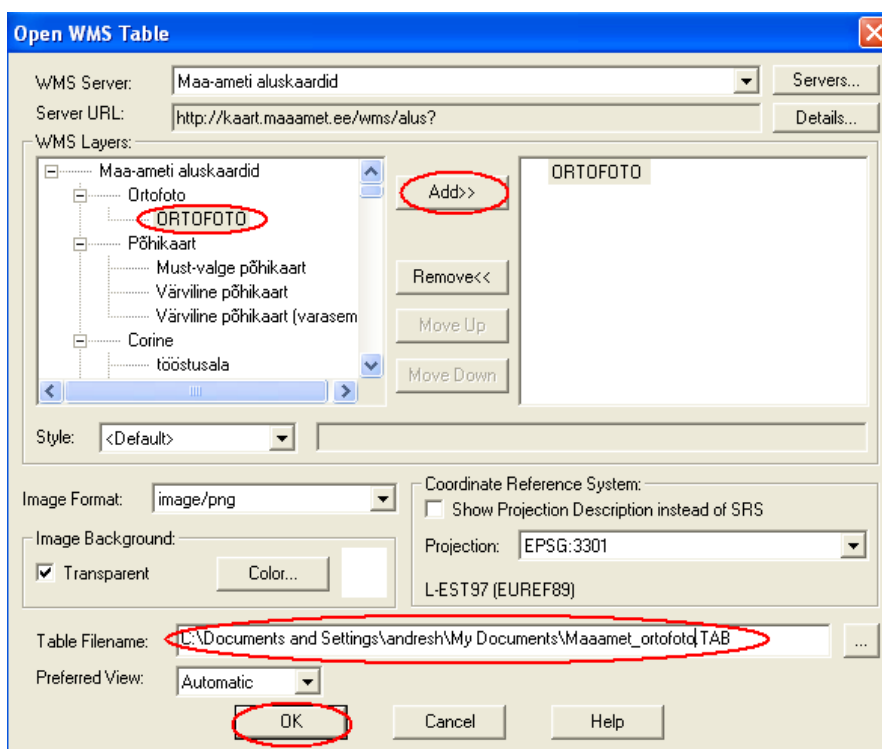 Open WMS Table
WMS Server: Maa-ameti aluskaardid Servers...
Server URL: http://kaart.maaamet.ee/wms/alus? Details...
WMS Layers:
Maa-ameti aluskaardid
Ortofoto
ORTOFOTO
Põhikaart
Must-valge põhikaart
Värviline põhikaart
Värviline põhikaart (varasem
Corine
tööstusala
Add>>
Remove<<
Move Up
Move Down
ORTOFOTO
Style: <Default>
Image Format: image/png
Image Background:
Transparent Color...
Coordinate Reference System:
Show Projection Description instead of SRS
Projection: EPSG:3301
L-EST97 (EUREF89)
Table Filename: C:\Documents and Settings\andresh\My Documents\Maaamet_ortofoto.TAB ...
Preferred View: Automatic
OK Cancel Help